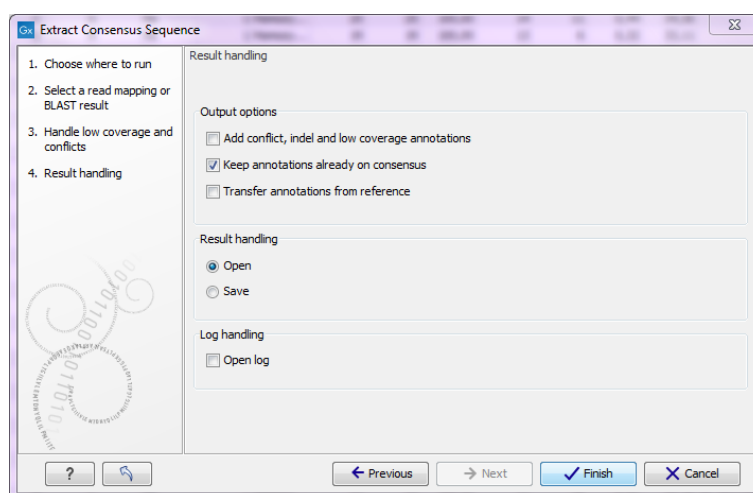 Gx Extract Consensus Sequence
1. Choose where to run
2. Select a read mapping or
BLAST result
3. Handle low coverage and
conflicts
4. Result handling
Result handling
Output options
Add conflict, indel and low coverage annotations
Keep annotations already on consensus
Transfer annotations from reference
Result handling
Open
Save
Log handling
Open log
?
Previous
Next
Finish
Cancel